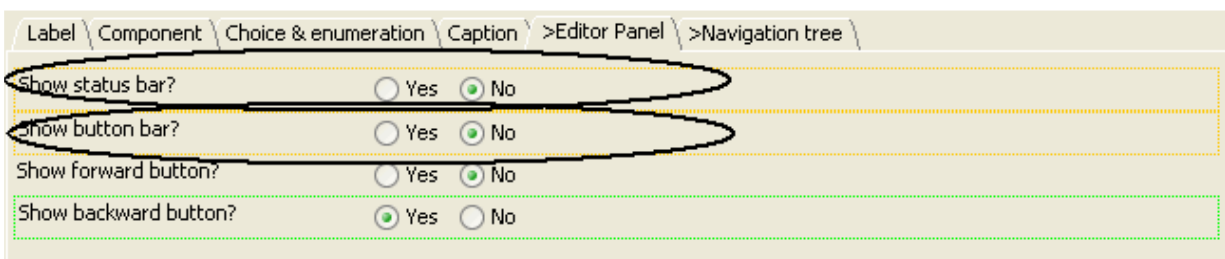 Label Component Choice & enumeration Caption >Editor Panel >Navigation tree
Show status bar? Yes No
Show button bar? Yes No
Show forward button? Yes No
Show backward button? Yes No